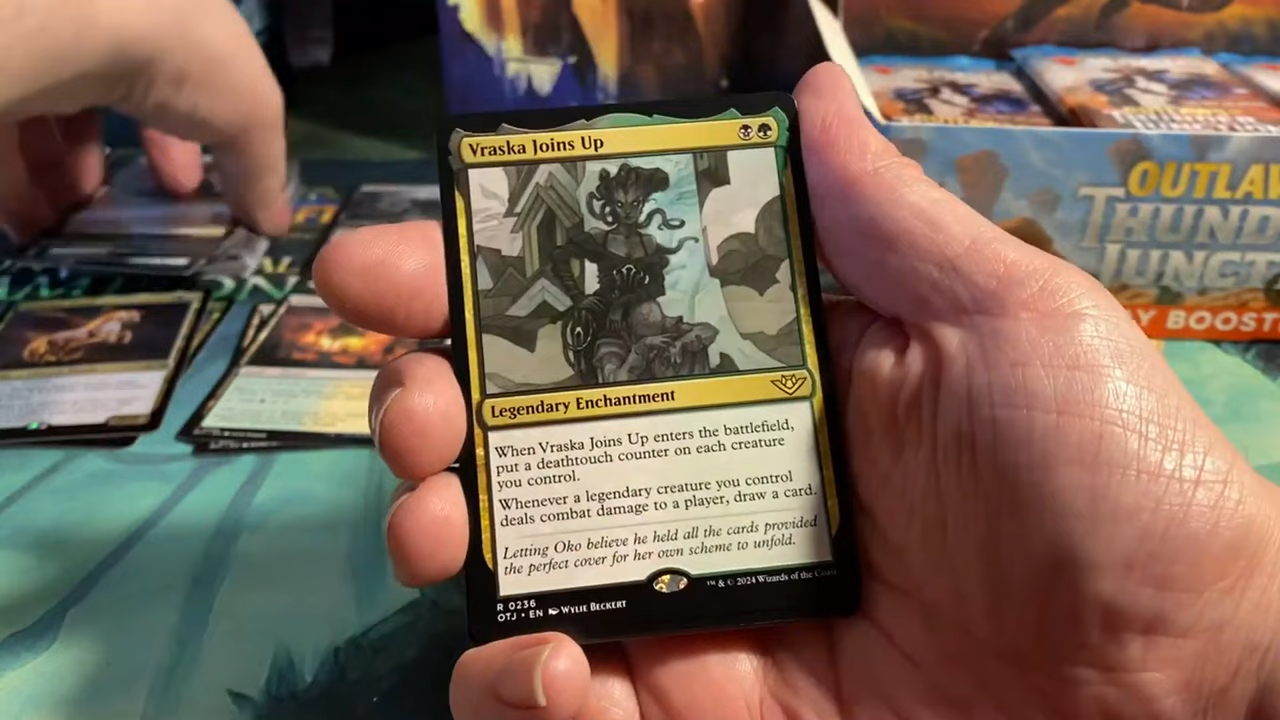 Vraska Joins Up
Legendary Enchantment
When Vraska Joins Up enters the battlefield,
put a deathtouch counter on each creature
you control.
Whenever a legendary creature you control
deals combat damage to a player, draw a card.
Letting Oko believe he held all the cards provided
the perfect cover for her own scheme to unfold.
R 0236
OTJ • EN Wylie Beckert
™ & © 2024 Wizards of the Coast
OUTLAW
THUND
JUNCT
Y BOOST